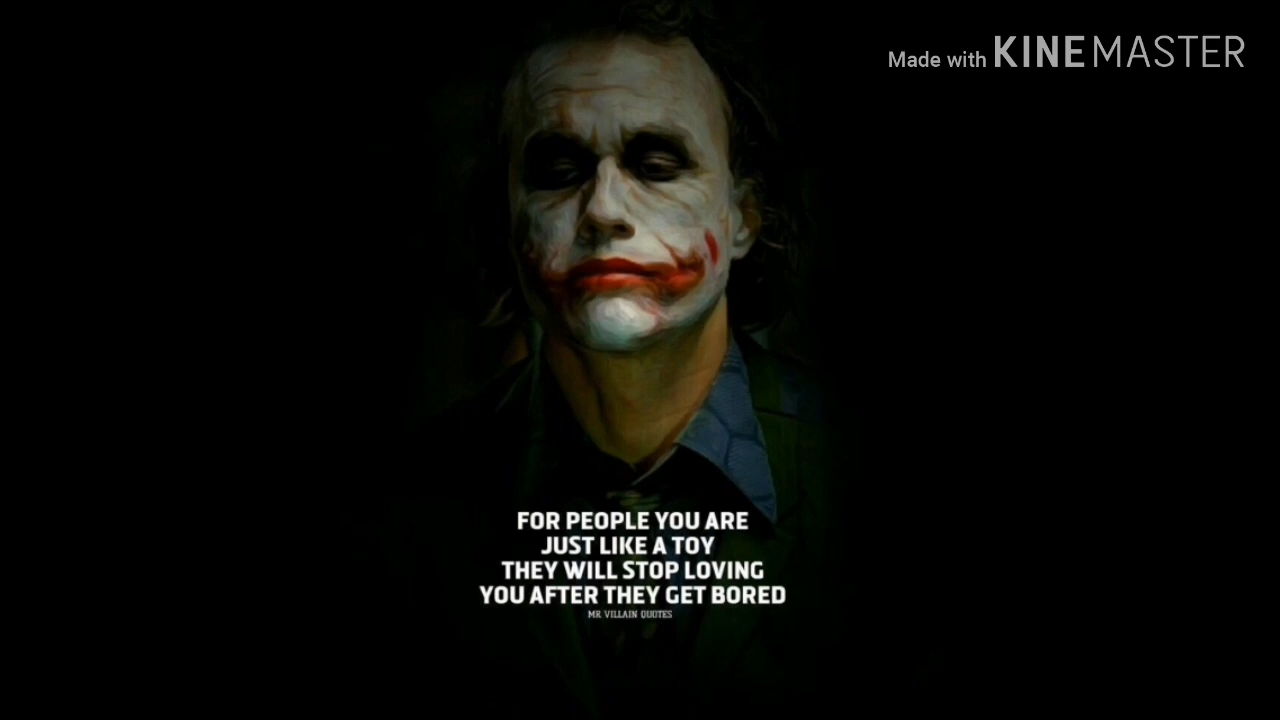 Made with KINEMASTER
FOR PEOPLE YOU ARE
JUST LIKE A TOY
THEY WILL STOP LOVING
YOU AFTER THEY GET BORED
MR. VILLAIN QUOTES